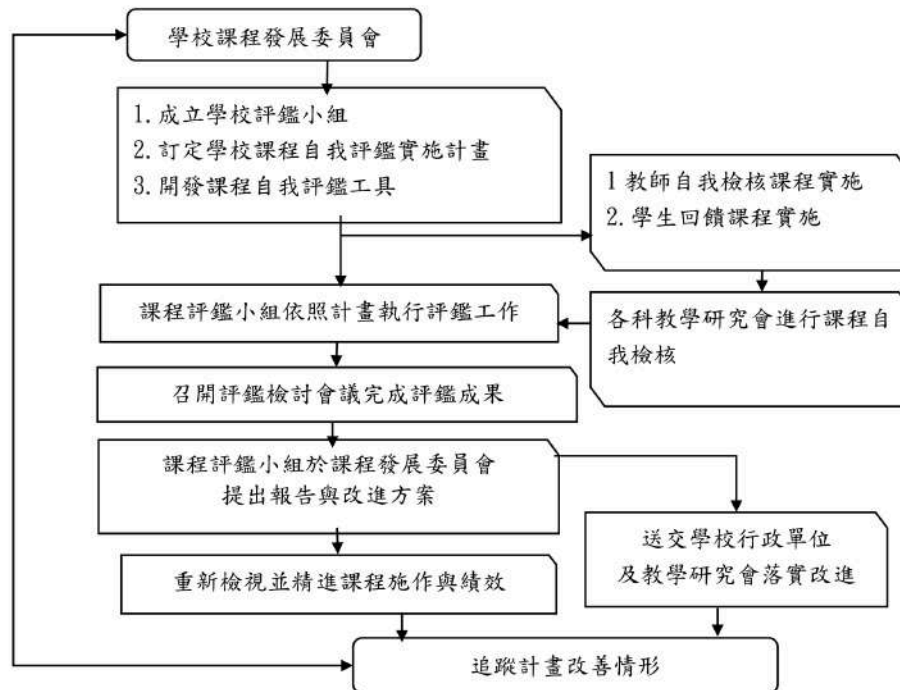 學校課程發展委員會
1.成立學校評鑑小組
2.訂定學校課程自我評鑑實施計畫
3.開發課程自我評鑑工具
1教師自我檢核課程實施
2.學生回饋課程實施
課程評鑑小組依照計畫執行評鑑工作
各科教學研究會進行課程自
我檢核
召開評鑑檢討會議完成評鑑成果
課程評鑑小組於課程發展委員會
提出報告與改進方案
送交學校行政單位
及教學研究會落實改進
重新檢視並精進課程施作與績效
追蹤計畫改善情形